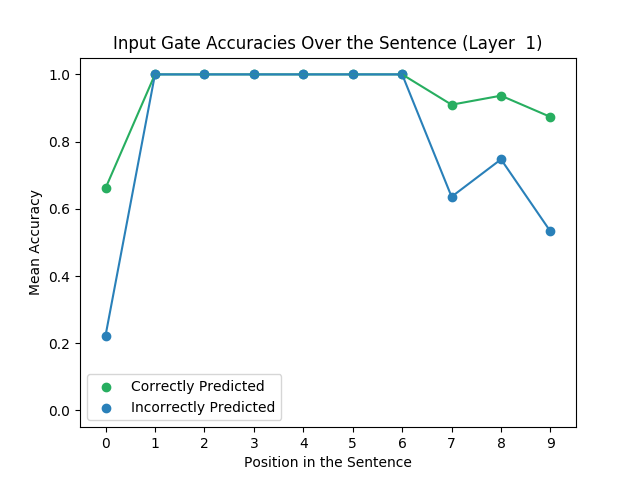 Input Gate Accuracies Over the Sentence (Layer  1)
1.0
0.8
0.6
0.4
0.2
0.0
Mean Accuracy
Correctly Predicted
Incorrectly Predicted
0 1 2 3 4 5 6 7 8 9
Position in the Sentence